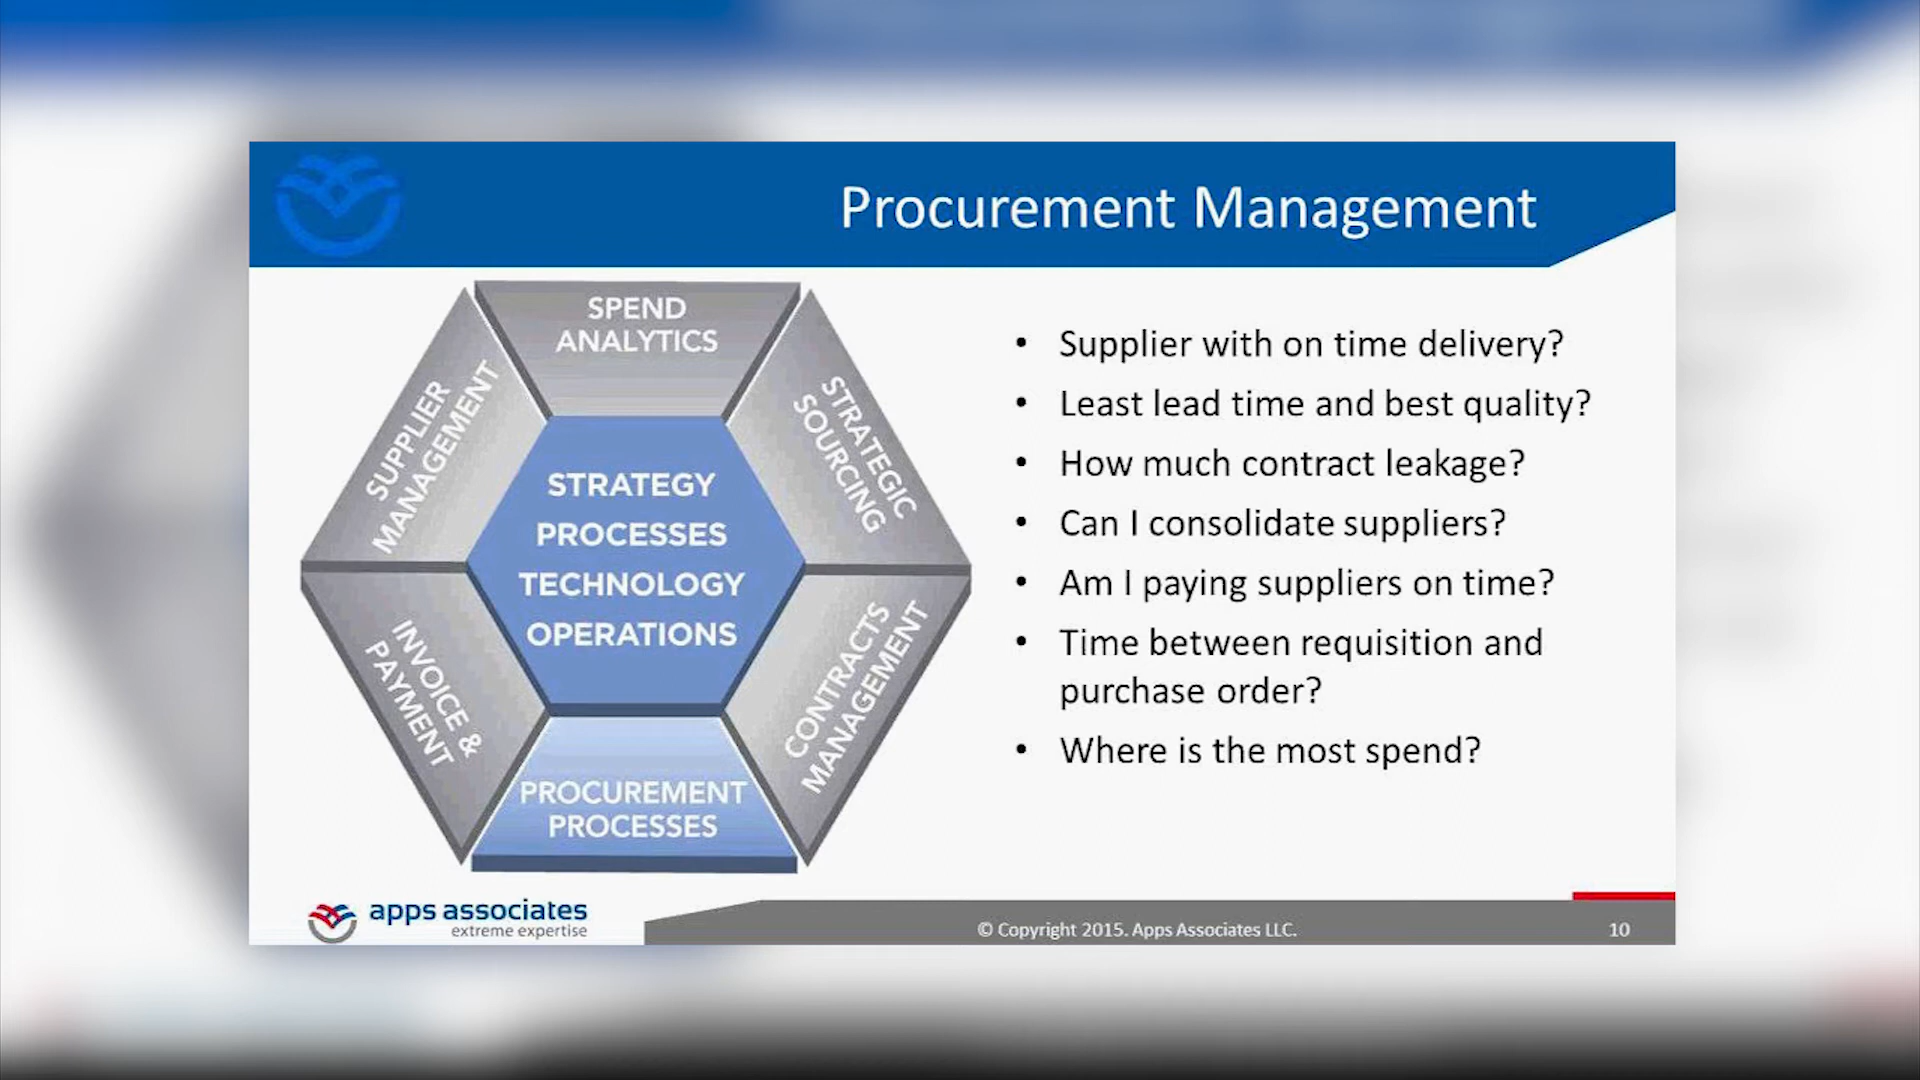 Procurement Management
SPEND
ANALYTICS
STRATEGIC
SOURCING
CONTRACTS
MANAGEMENT
PROCUREMENT
PROCESSES
INVOICE &
PAYMENT
SUPPLIER
MANAGEMENT
STRATEGY
PROCESSES
TECHNOLOGY
OPERATIONS
• Supplier with on time delivery?
• Least lead time and best quality?
• How much contract leakage?
• Can I consolidate suppliers?
• Am I paying suppliers on time?
• Time between requisition and
purchase order?
• Where is the most spend?
apps associates
extreme expertise
© Copyright 2015. Apps Associates LLC.
10